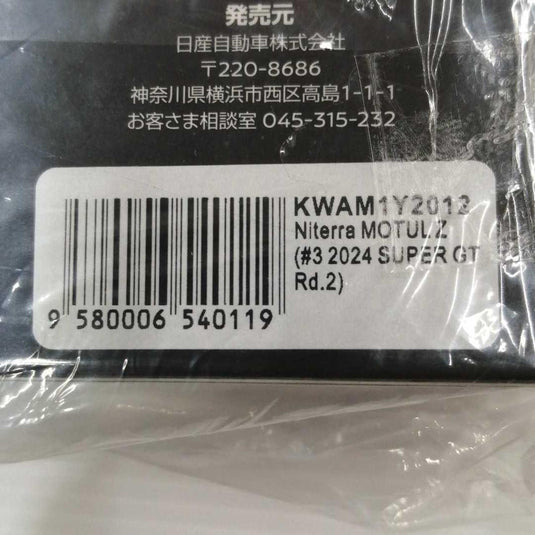 発売元
日産自動車株式会社
〒220-8686
神奈川県横浜市西区高島1-1-1
お客さま相談室 045-315-232
KWAM1Y2012
Niterra MOTUL Z
(#3 2024 SUPER GT
Rd.2)
9 580006 540119